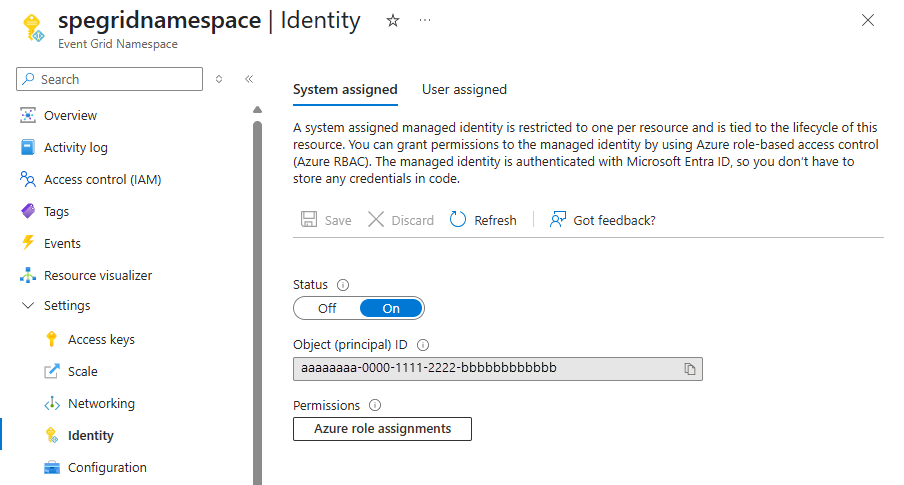 spegridnamespace | Identity
Event Grid Namespace
Search
Overview
Activity log
Access control (IAM)
Tags
Events
Resource visualizer
Settings
Access keys
Scale
Networking
Identity
Configuration
System assigned User assigned
A system assigned managed identity is restricted to one per resource and is tied to the lifecycle of this
resource. You can grant permissions to the managed identity by using Azure role-based access control
(Azure RBAC). The managed identity is authenticated with Microsoft Entra ID, so you don't have to
store any credentials in code.
Save Discard Refresh Got feedback?
Status
Off On
Object (principal) ID
aaaaaaaa-0000-1111-2222-bbbbbbbbbbbb
Permissions
Azure role assignments